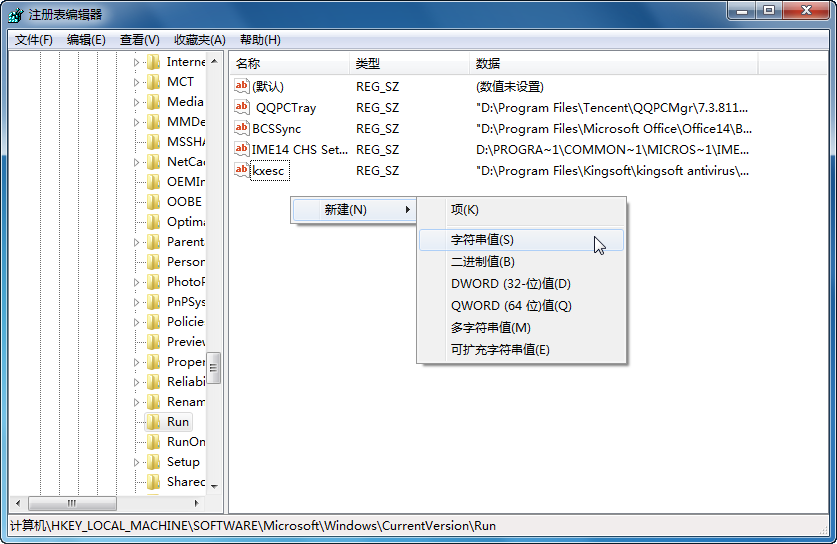 注册表编辑器
文件(F) 编辑(E) 查看(V) 收藏夹(A) 帮助(H)
Interne
MCT
Media
MMDe
MSSHA
NetCac
OEMIn
OOBE
Optima
Parenta
Person
PhotoP
PnPSys
Policie
Preview
Proper
Reliabi
Renam
Run
RunOn
Setup
Sharec
名称 类型 数据
(默认) REG_SZ (数值未设置)
QQPCTray REG_SZ "D:\Program Files\Tencent\QQPCMgr\7.3.811...
BCSSync REG_SZ "D:\Program Files\Microsoft Office\Office14\B...
IME14 CHS Set... REG_SZ D:\PROGRA~1\COMMON~1\MICROS~1\IME...
kxesc REG_SZ "D:\Program Files\Kingsoft\kingsoft antivirus\...
新建(N)
项(K)
字符串值(S)
二进制值(B)
DWORD (32-位)值(D)
QWORD (64 位)值(Q)
多字符串值(M)
可扩充字符串值(E)
计算机\HKEY_LOCAL_MACHINE\SOFTWARE\Microsoft\Windows\CurrentVersion\Run